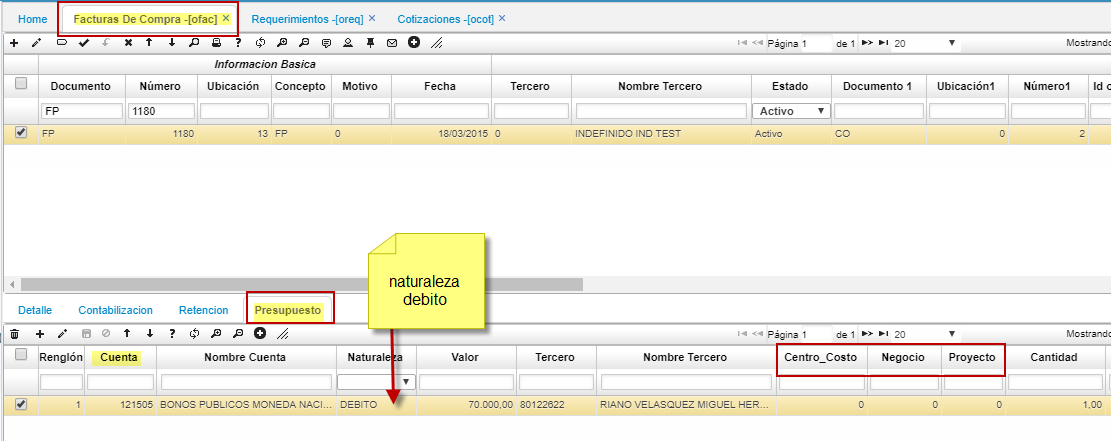 Home Facturas De Compra -[ofac] × Requerimientos -[oreq] × Cotizaciones -[ocot] ×
Página 1 de 1 20 Mostrando
Informacion Basica
Documento Número Ubicación Concepto Motivo Fecha Tercero Nombre Tercero Estado Documento 1 Ubicación1 Número1 Id c
FP 1180 Activo
FP 1180 13 FP 0 18/03/2015 0 INDEFINIDO IND TEST Activo CO 0 2
naturaleza
debito
Detalle Contabilizacion Retencion Presupuesto
Página 1 de 1 20 Mostrando
Renglón Cuenta Nombre Cuenta Naturaleza Valor Tercero Nombre Tercero Centro_Costo Negocio Proyecto Cantidad
1 121505 BONOS PUBLICOS MONEDA NACI... DEBITO 70.000,00 80122622 RIANO VELASQUEZ MIGUEL HER... 0 0 0 1,00